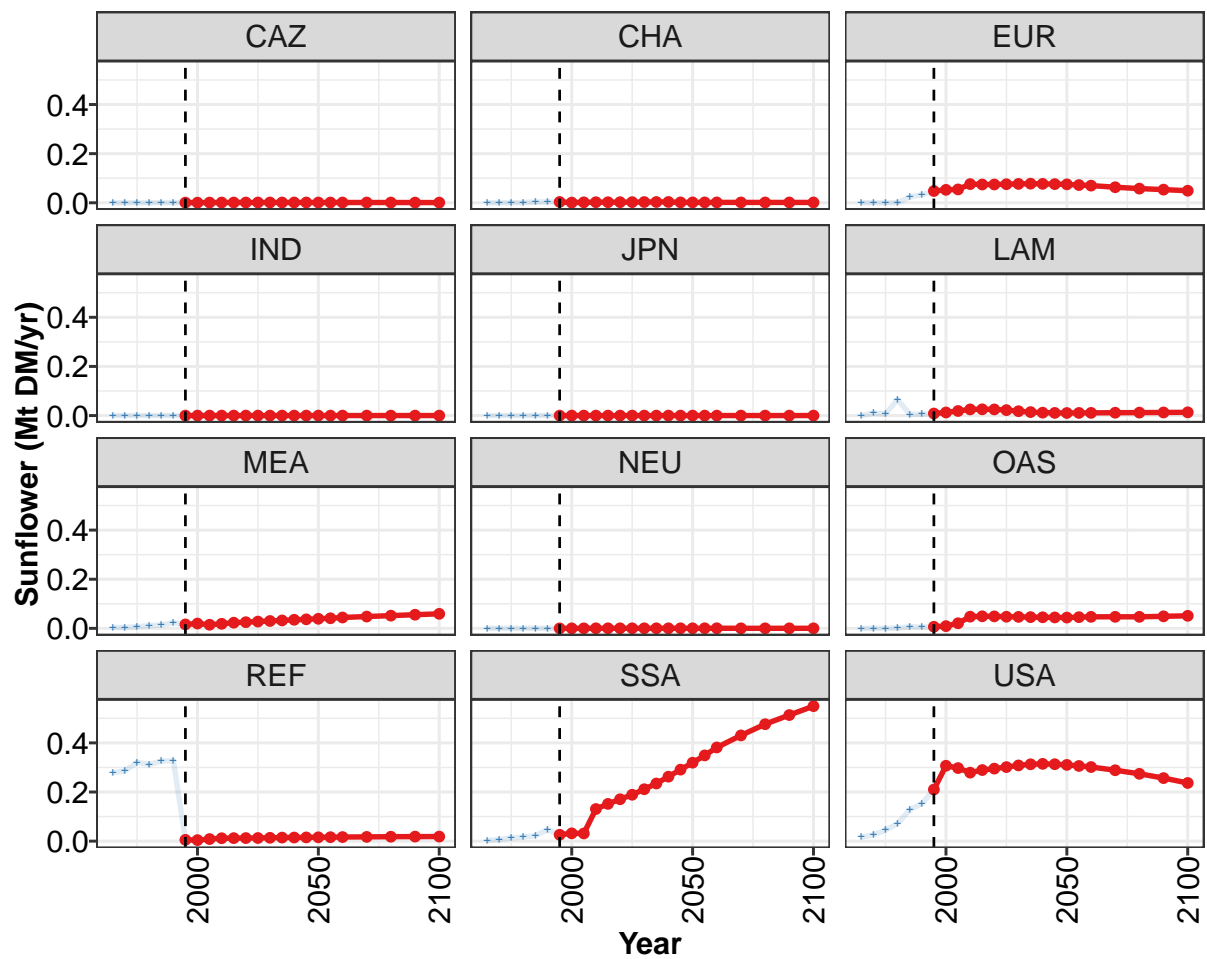 CAZ CHA EUR
0.4
0.2
0.0
IND JPN LAM
0.4
0.2
0.0
MEA NEU OAS
0.4
0.2
0.0
REF SSA USA
0.4
0.2
0.0
Sunflower (Mt DM/yr)
2000 2050 2100 2000 2050 2100 2000 2050 2100
Year